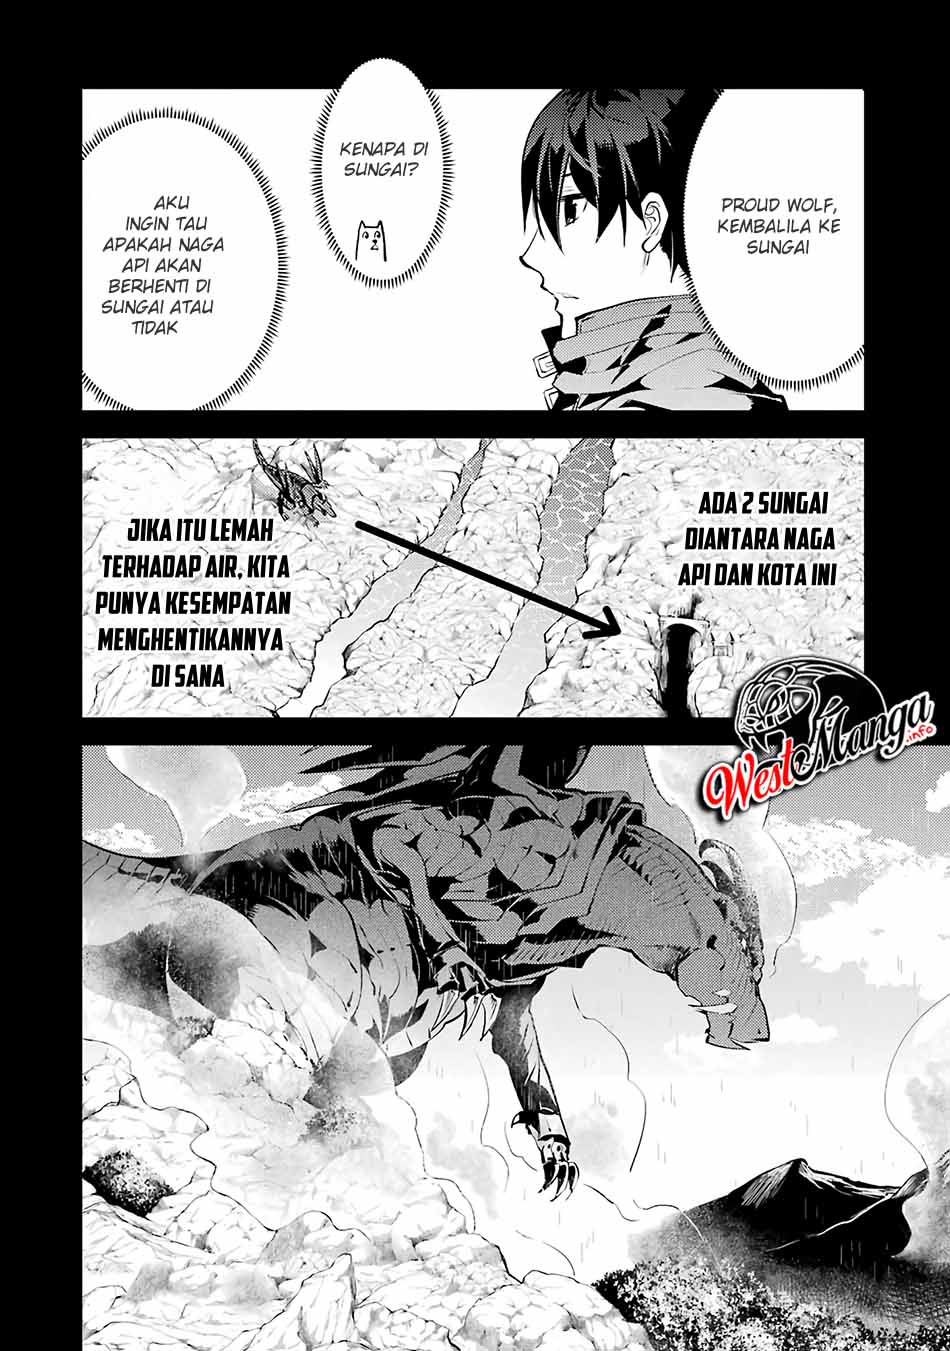 PROUD WOLF,
KEMBALILA KE
SUNGAI
KENAPA DI
SUNGAI?
AKU
INGIN TAU
APAKAH NAGA
API AKAN
BERHENTI DI
SUNGAI ATAU
TIDAK
ADA 2 SUNGAI
DIANTARA NAGA
API DAN KOTA INI
JIKA ITU LEMAH
TERHADAP AIR, KITA
PUNYA KESEMPATAN
MENGHENTIKANNYA
DI SANA
WestManga
.info